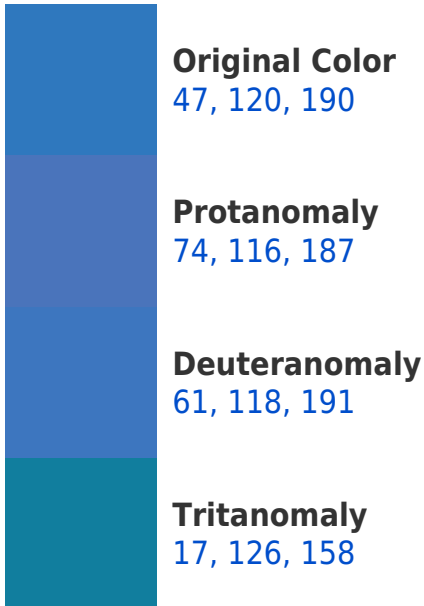 Original Color
47, 120, 190
Protanomaly
74, 116, 187
Deuteranomaly
61, 118, 191
Tritanomaly
17, 126, 158